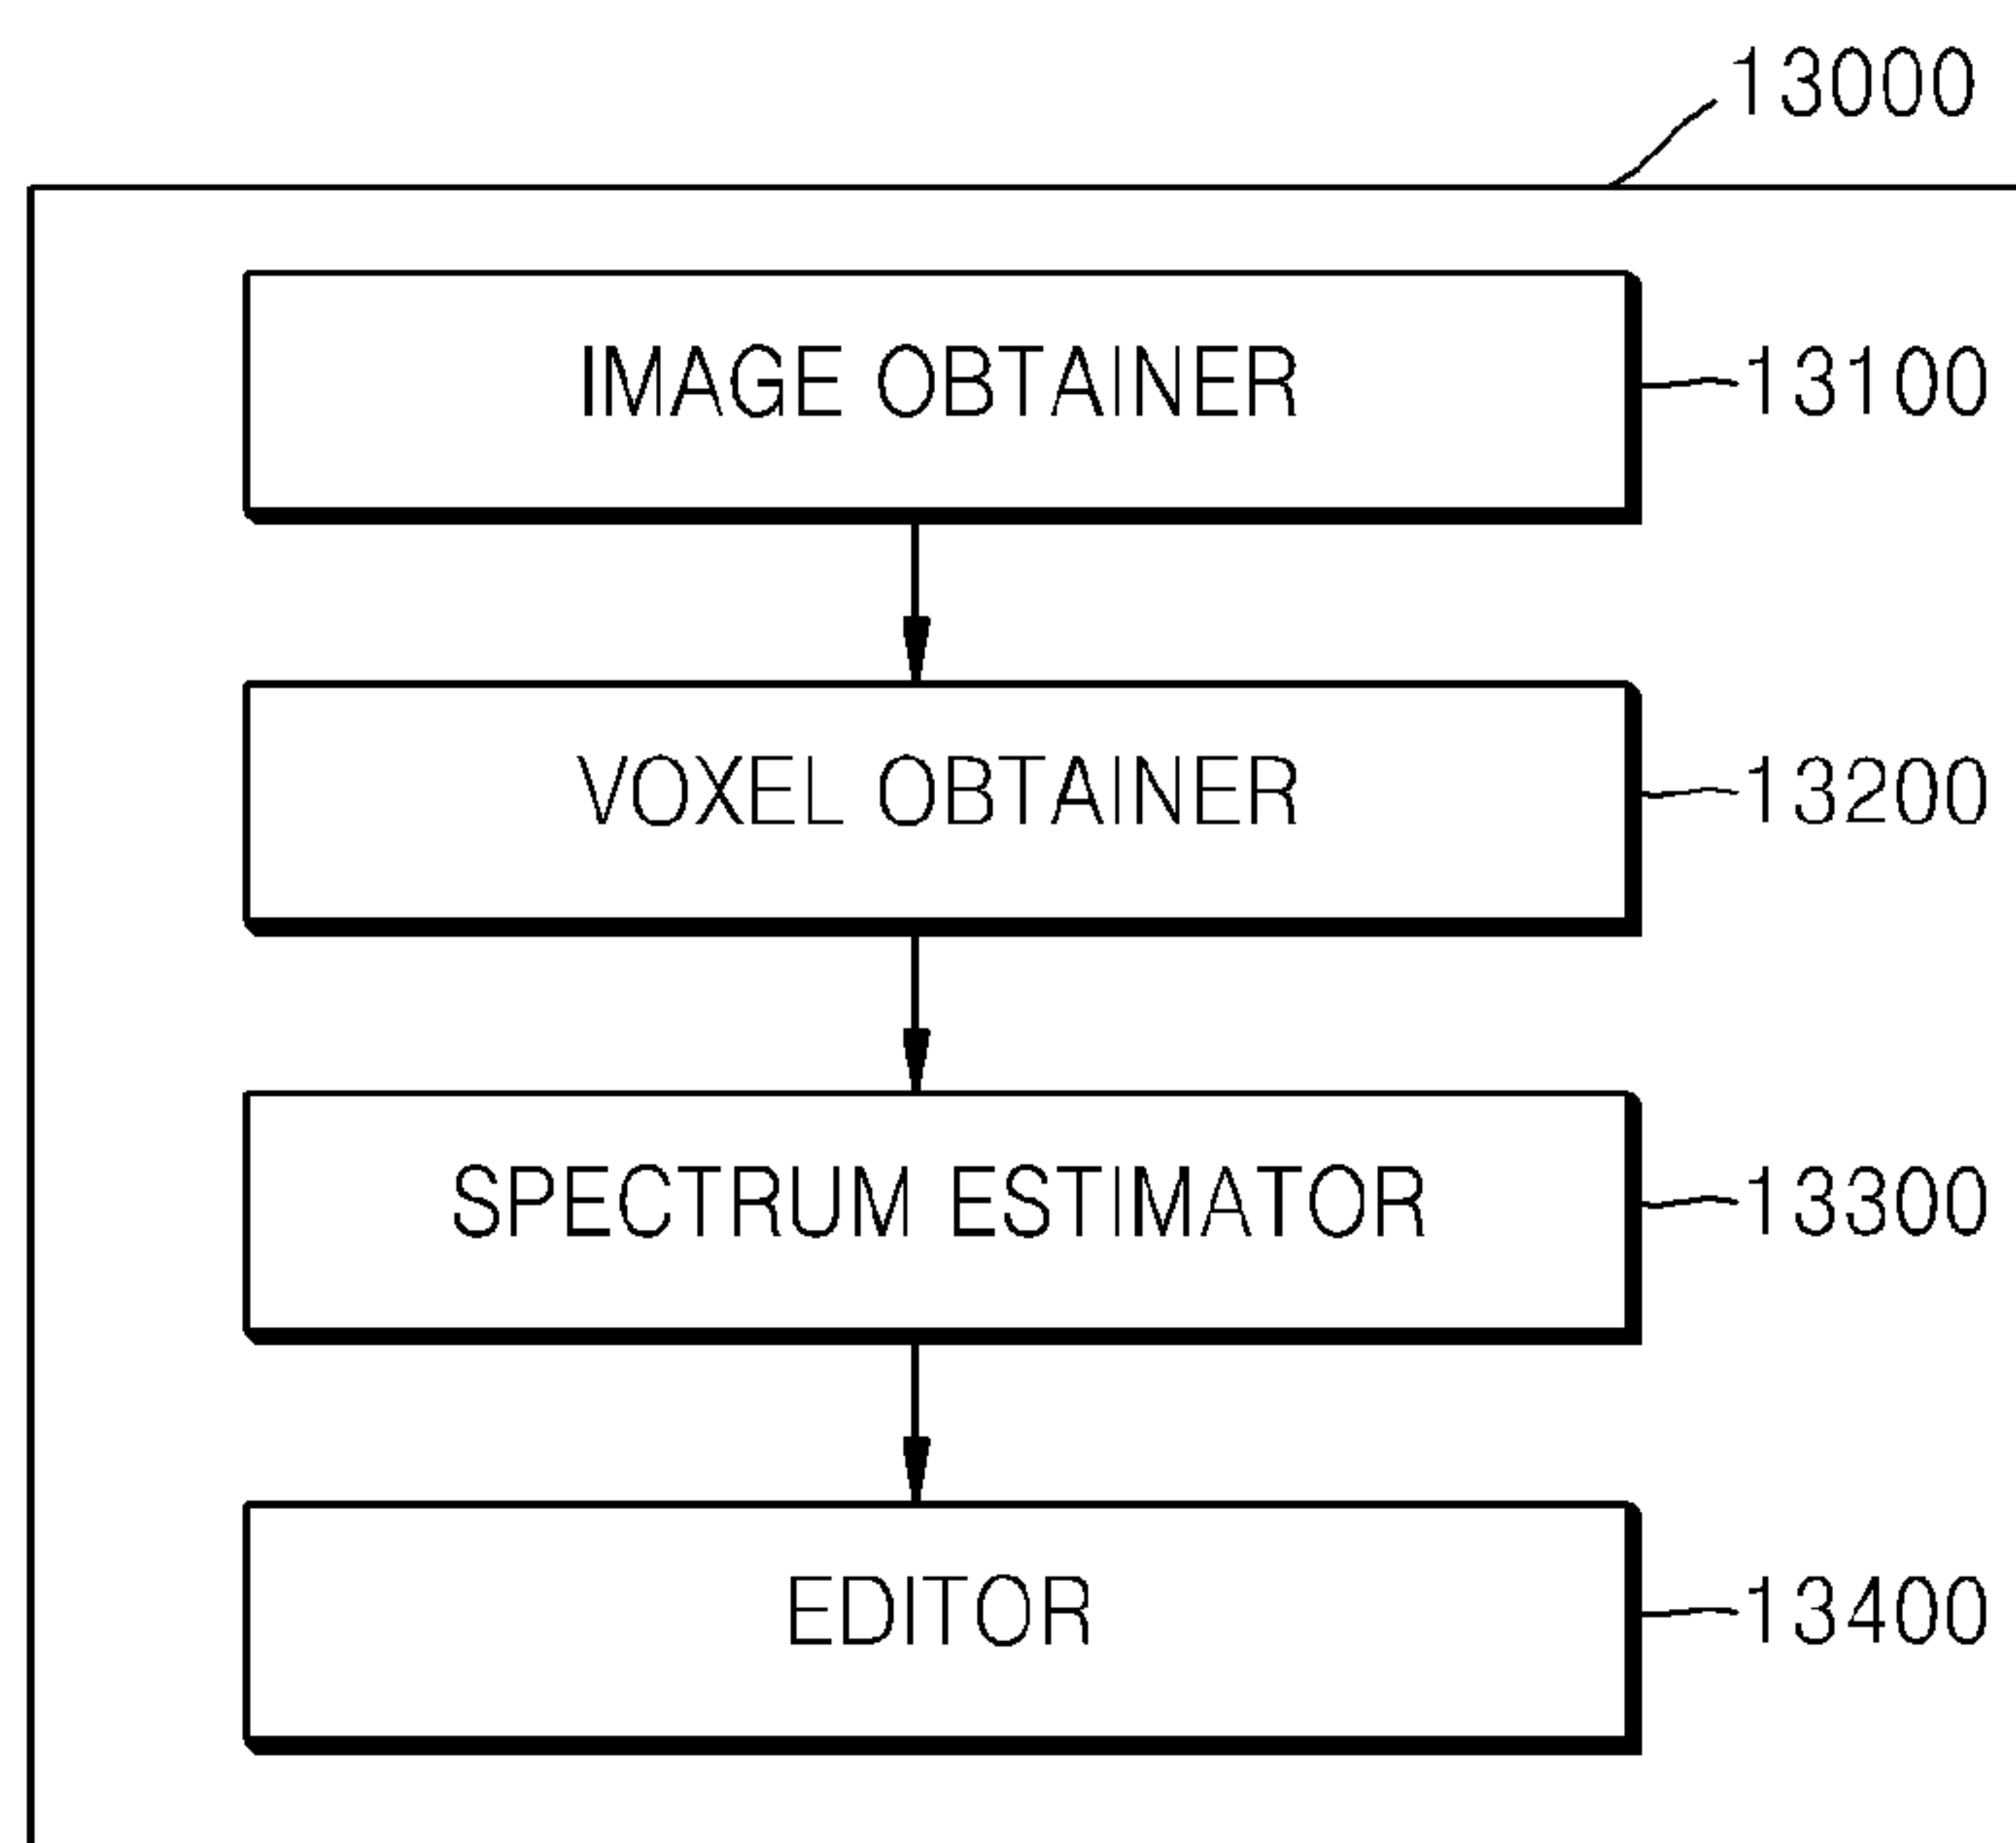 13000
IMAGE OBTAINER
13100
VOXEL OBTAINER
13200
SPECTRUM ESTIMATOR
13300
EDITOR
13400